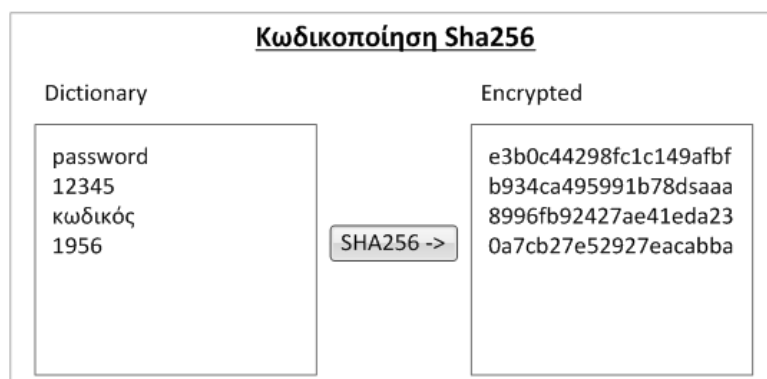 Κωδικοποίηση Sha256
Dictionary
Encrypted
password
12345
κωδικός
1956
SHA256 ->
e3b0c44298fc1c149afbf
b934ca495991b78dsaaa
8996fb92427ae41eda23
0a7cb27e52927eacabba